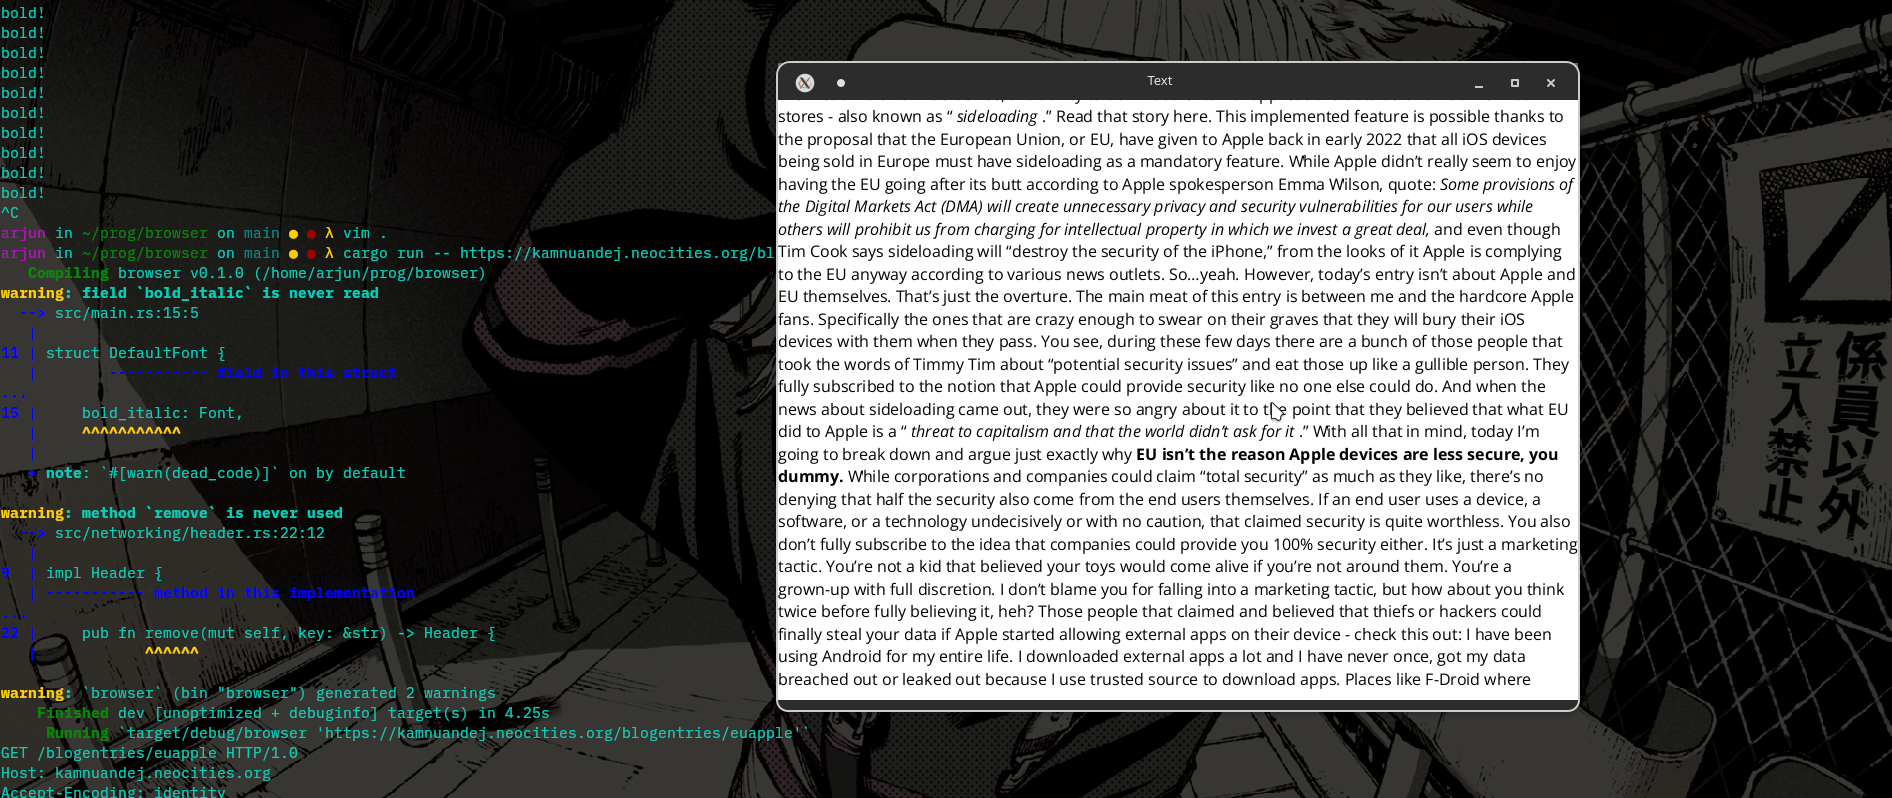 bold!
bold!
bold!
bold!
bold!
bold!
bold!
bold!
bold!
bold!
^C
arjun in ~/prog/browser on main ● ● λ vim .
arjun in ~/prog/browser on main ● ● λ cargo run -- https://kamnuandej.neocities.org/bl
Compiling browser v0.1.0 (/home/arjun/prog/browser)
warning: field `bold_italic` is never read
--> src/main.rs:15:5
|
11 | struct DefaultFont {
| ----------- field in this struct
...
15 | bold_italic: Font,
| ^^^^^^^^^^^
|
= note: `#[warn(dead_code)]` on by default
warning: method `remove` is never used
--> src/networking/header.rs:22:12
|
9 | impl Header {
| ----------- method in this implementation
...
22 | pub fn remove(mut self, key: &str) -> Header {
| ^^^^^^
warning: `browser` (bin "browser") generated 2 warnings
Finished dev [unoptimized + debuginfo] target(s) in 4.25s
Running `target/debug/browser 'https://kamnuandej.neocities.org/blogentries/euapple'`
GET /blogentries/euapple HTTP/1.0
Host: kamnuandej.neocities.org
Accept-Encoding: identity
Text
stores - also known as “ sideloading .” Read that story here. This implemented feature is possible thanks to
the proposal that the European Union, or EU, have given to Apple back in early 2022 that all iOS devices
being sold in Europe must have sideloading as a mandatory feature. While Apple didn’t really seem to enjoy
having the EU going after its butt according to Apple spokesperson Emma Wilson, quote: Some provisions of
the Digital Markets Act (DMA) will create unnecessary privacy and security vulnerabilities for our users while
others will prohibit us from charging for intellectual property in which we invest a great deal, and even though
Tim Cook says sideloading will “destroy the security of the iPhone,” from the looks of it Apple is complying
to the EU anyway according to various news outlets. So…yeah. However, today’s entry isn’t about Apple and
EU themselves. That’s just the overture. The main meat of this entry is between me and the hardcore Apple
fans. Specifically the ones that are crazy enough to swear on their graves that they will bury their iOS
devices with them when they pass. You see, during these few days there are a bunch of those people that
took the words of Timmy Tim about “potential security issues” and eat those up like a gullible person. They
fully subscribed to the notion that Apple could provide security like no one else could do. And when the
news about sideloading came out, they were so angry about it to the point that they believed that what EU
did to Apple is a “ threat to capitalism and that the world didn’t ask for it .” With all that in mind, today I’m
going to break down and argue just exactly why EU isn’t the reason Apple devices are less secure, you
dummy. While corporations and companies could claim “total security” as much as they like, there’s no
denying that half the security also come from the end users themselves. If an end user uses a device, a
software, or a technology undecisively or with no caution, that claimed security is quite worthless. You also
don’t fully subscribe to the idea that companies could provide you 100% security either. It’s just a marketing
tactic. You’re not a kid that believed your toys would come alive if you’re not around them. You’re a
grown-up with full discretion. I don’t blame you for falling into a marketing tactic, but how about you think
twice before fully believing it, heh? Those people that claimed and believed that thiefs or hackers could
finally steal your data if Apple started allowing external apps on their device - check this out: I have been
using Android for my entire life. I downloaded external apps a lot and I have never once, got my data
breached out or leaked out because I use trusted source to download apps. Places like F-Droid where
係員以外
立入禁止